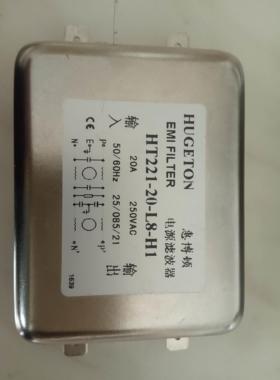 HUGETON 惠博顿
EMI FILTER 电源滤波器
HT221-20-L8-H1
输入 20A 250VAC 输出
50/60Hz 25/085/21
CE E
P P'
N N'
1639